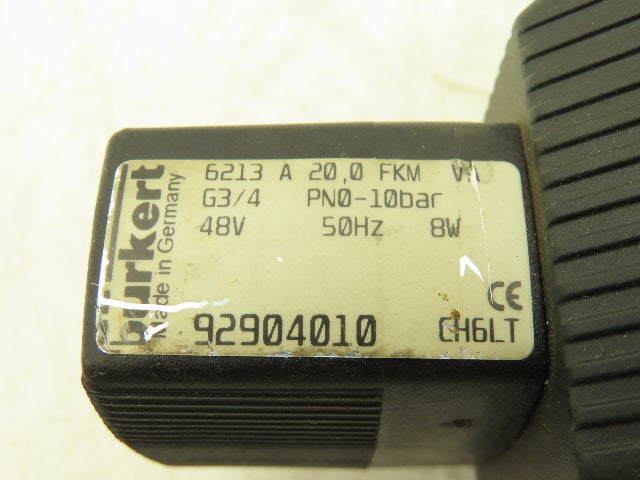 burkert
Made in Germany
6213 A 20,0 FKM
G3/4 PN0-10bar
48V 50Hz 8W
CE
92904010 CH6LT